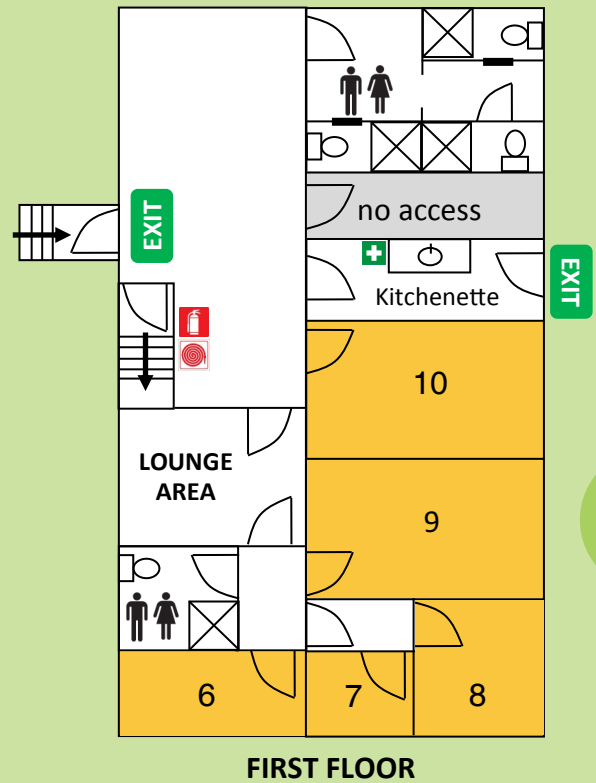 no access
EXIT
EXIT
Kitchenette
10
LOUNGE
AREA
9
6
7
8
FIRST FLOOR